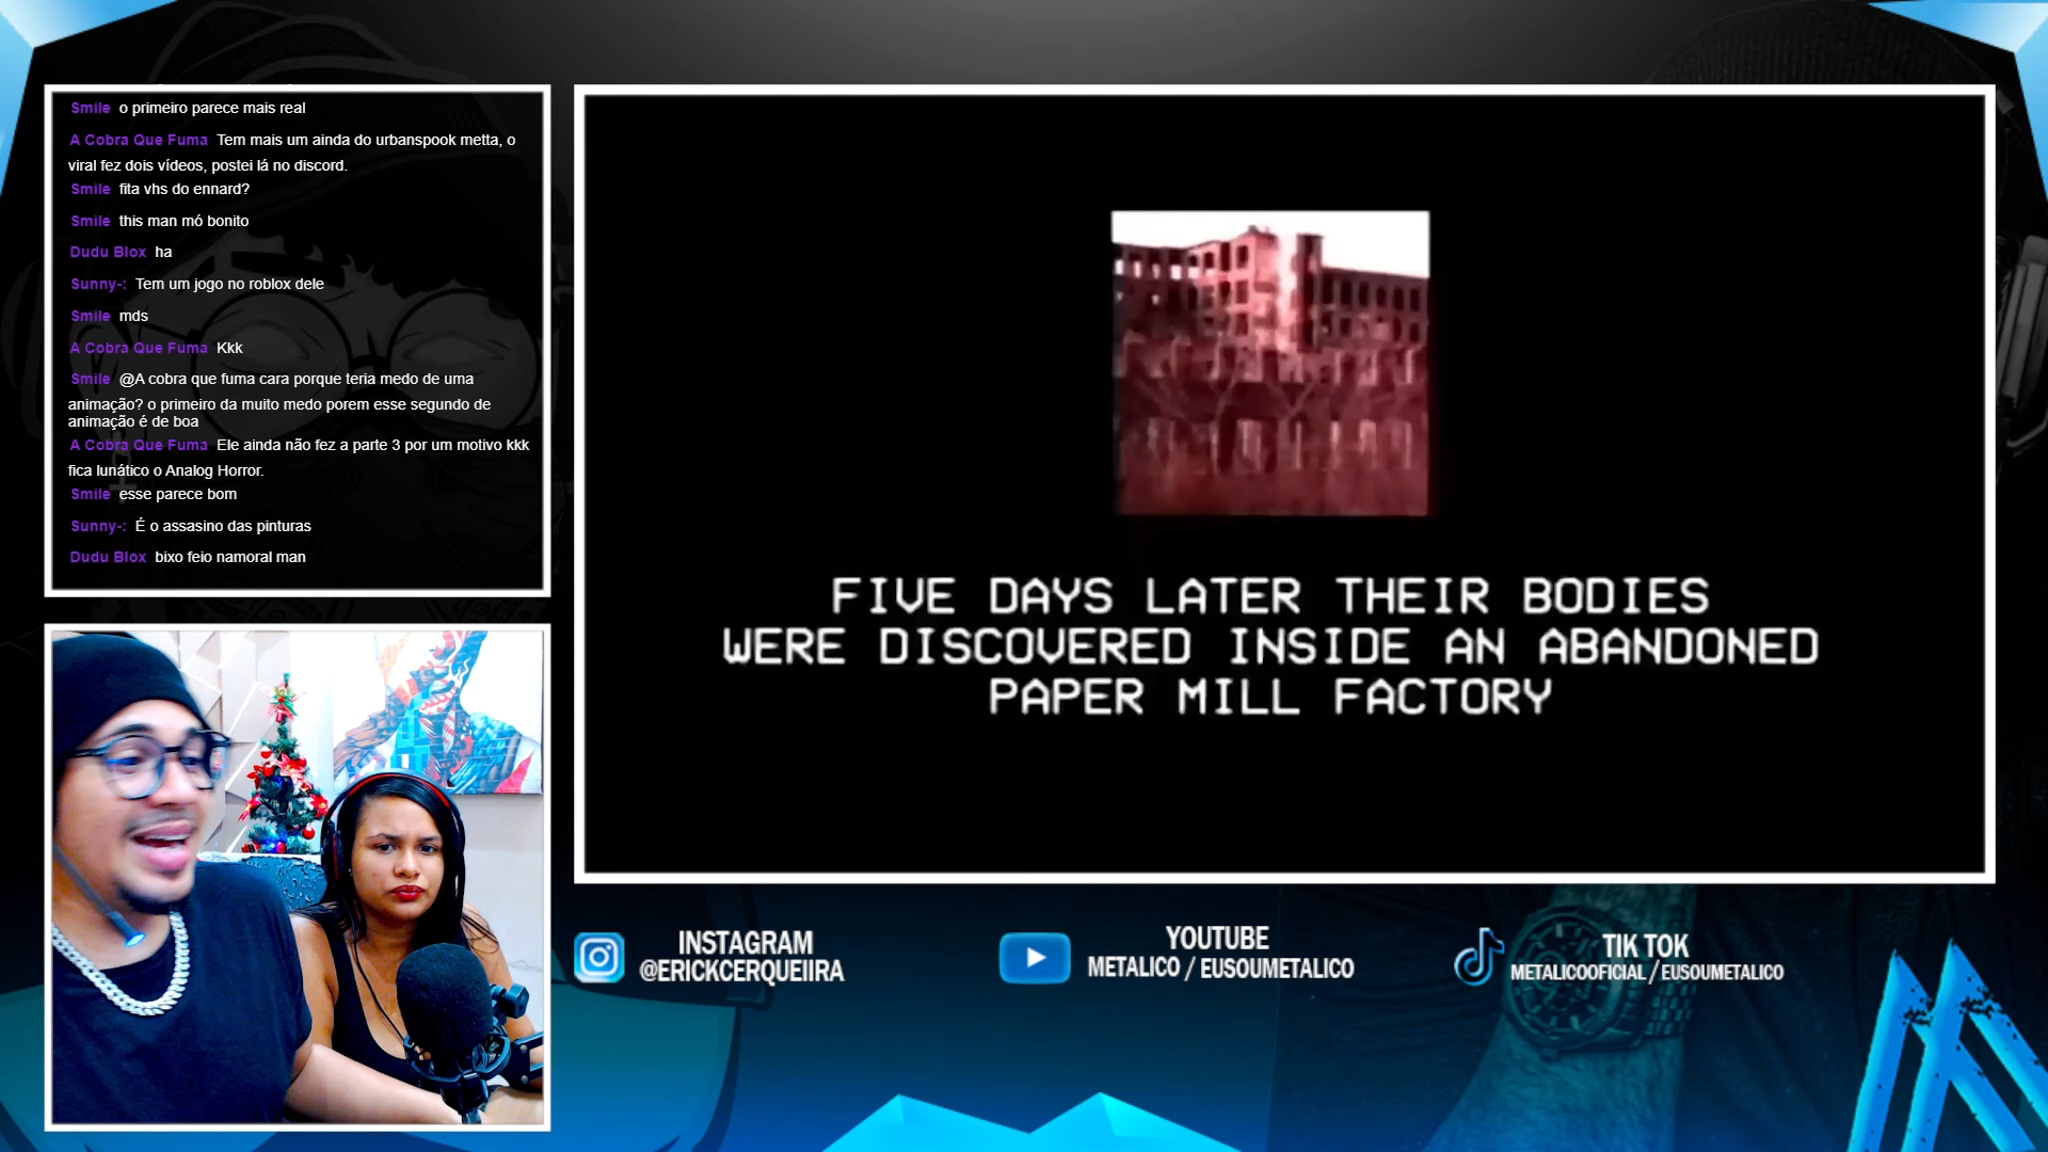 Smile o primeiro parece mais real
A Cobra Que Fuma Tem mais um ainda do urbanspook metta, o
viral fez dois vídeos, postei lá no discord.
Smile fita vhs do ennard?
Smile this man mó bonito
Dudu Blox ha
Sunny-: Tem um jogo no roblox dele
Smile mds
A Cobra Que Fuma Kkk
Smile @A cobra que fuma cara porque teria medo de uma
animação? o primeiro da muito medo porem esse segundo de
animação é de boa
A Cobra Que Fuma Ele ainda não fez a parte 3 por um motivo kkk
fica lunático o Analog Horror.
Smile esse parece bom
Sunny-: É o assasino das pinturas
Dudu Blox bixo feio namoral man
FIVE DAYS LATER THEIR BODIES
WERE DISCOVERED INSIDE AN ABANDONED
PAPER MILL FACTORY
INSTAGRAM
@ERICKCERQUEIIRA
YOUTUBE
METALICO / EUSOUMETALICO
TIK TOK
METALICOOFICIAL / EUSOUMETALICO